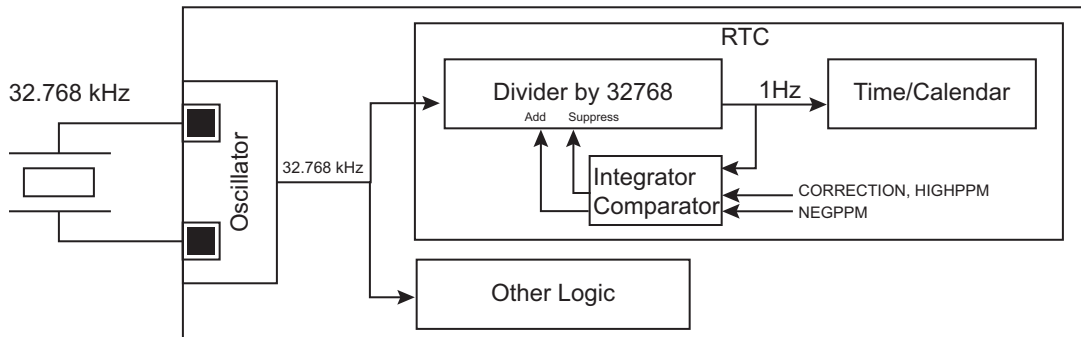 RTC
32.768 kHz
Oscillator
32.768 kHz
Divider by 32768
Add
Suppress
1Hz
Time/Calendar
Integrator
Comparator
CORRECTION, HIGHPPM
NEGPPM
Other Logic